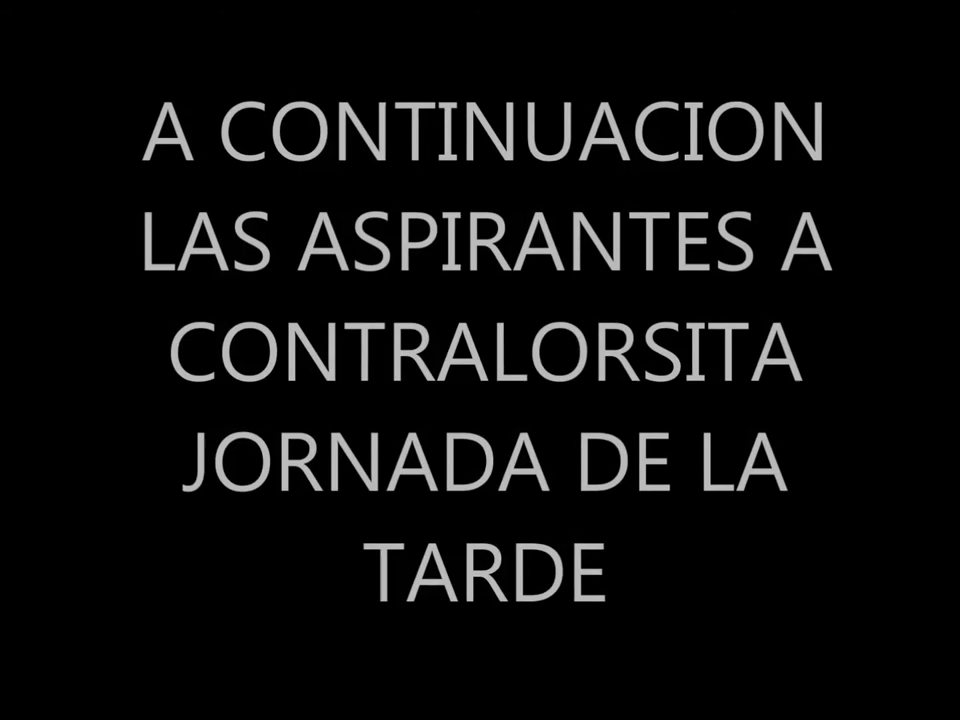 A CONTINUACION
LAS ASPIRANTES A
CONTRALORSITA
JORNADA DE LA
TARDE